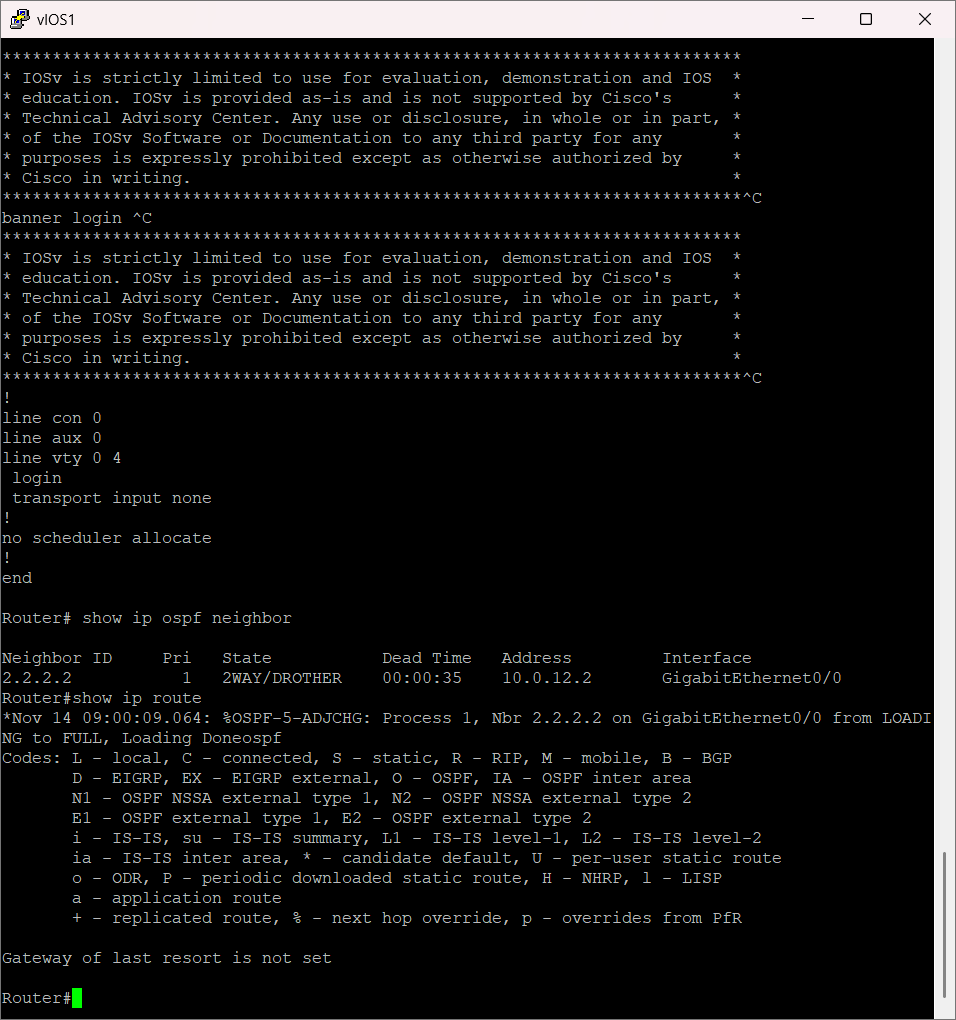 vIOS1
**************************************************************************
* IOSv is strictly limited to use for evaluation, demonstration and IOS  *
* education. IOSv is provided as-is and is not supported by Cisco's      *
* Technical Advisory Center. Any use or disclosure, in whole or in part, *
* of the IOSv Software or Documentation to any third party for any       *
* purposes is expressly prohibited except as otherwise authorized by     *
* Cisco in writing.                                                      *
**************************************************************************^C
banner login ^C
**************************************************************************
* IOSv is strictly limited to use for evaluation, demonstration and IOS  *
* education. IOSv is provided as-is and is not supported by Cisco's      *
* Technical Advisory Center. Any use or disclosure, in whole or in part, *
* of the IOSv Software or Documentation to any third party for any       *
* purposes is expressly prohibited except as otherwise authorized by     *
* Cisco in writing.                                                      *
**************************************************************************^C
!
line con 0
line aux 0
line vty 0 4
 login
 transport input none
!
no scheduler allocate
!
end
Router# show ip ospf neighbor
Neighbor ID     Pri   State           Dead Time   Address         Interface
2.2.2.2           1   2WAY/DROTHER    00:00:35    10.0.12.2       GigabitEthernet0/0
Router#show ip route
*Nov 14 09:00:09.064: %OSPF-5-ADJCHG: Process 1, Nbr 2.2.2.2 on GigabitEthernet0/0 from LOADI
NG to FULL, Loading Doneospf
Codes: L - local, C - connected, S - static, R - RIP, M - mobile, B - BGP
       D - EIGRP, EX - EIGRP external, O - OSPF, IA - OSPF inter area
       N1 - OSPF NSSA external type 1, N2 - OSPF NSSA external type 2
       E1 - OSPF external type 1, E2 - OSPF external type 2
       i - IS-IS, su - IS-IS summary, L1 - IS-IS level-1, L2 - IS-IS level-2
       ia - IS-IS inter area, * - candidate default, U - per-user static route
       o - ODR, P - periodic downloaded static route, H - NHRP, l - LISP
       a - application route
       + - replicated route, % - next hop override, p - overrides from PfR
Gateway of last resort is not set
Router#